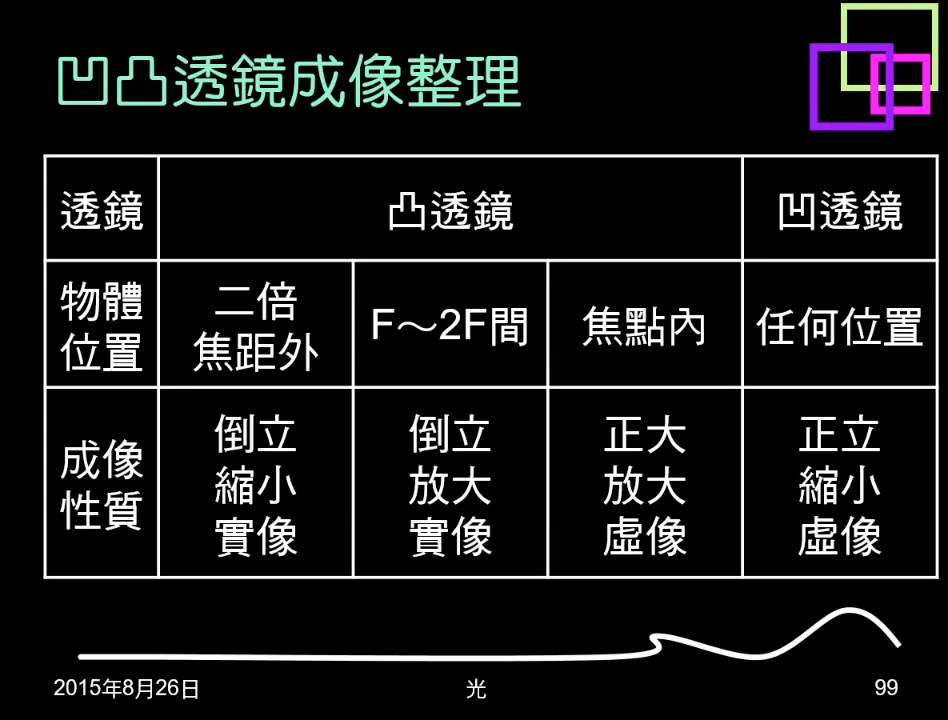 凹凸透鏡成像整理
透鏡
凸透鏡
凹透鏡
物體
位置
二倍
焦距外
F～2F間
焦點內
任何位置
成像
性質
倒立
縮小
實像
倒立
放大
實像
正大
放大
虛像
正立
縮小
虛像
2015年8月26日
光
99